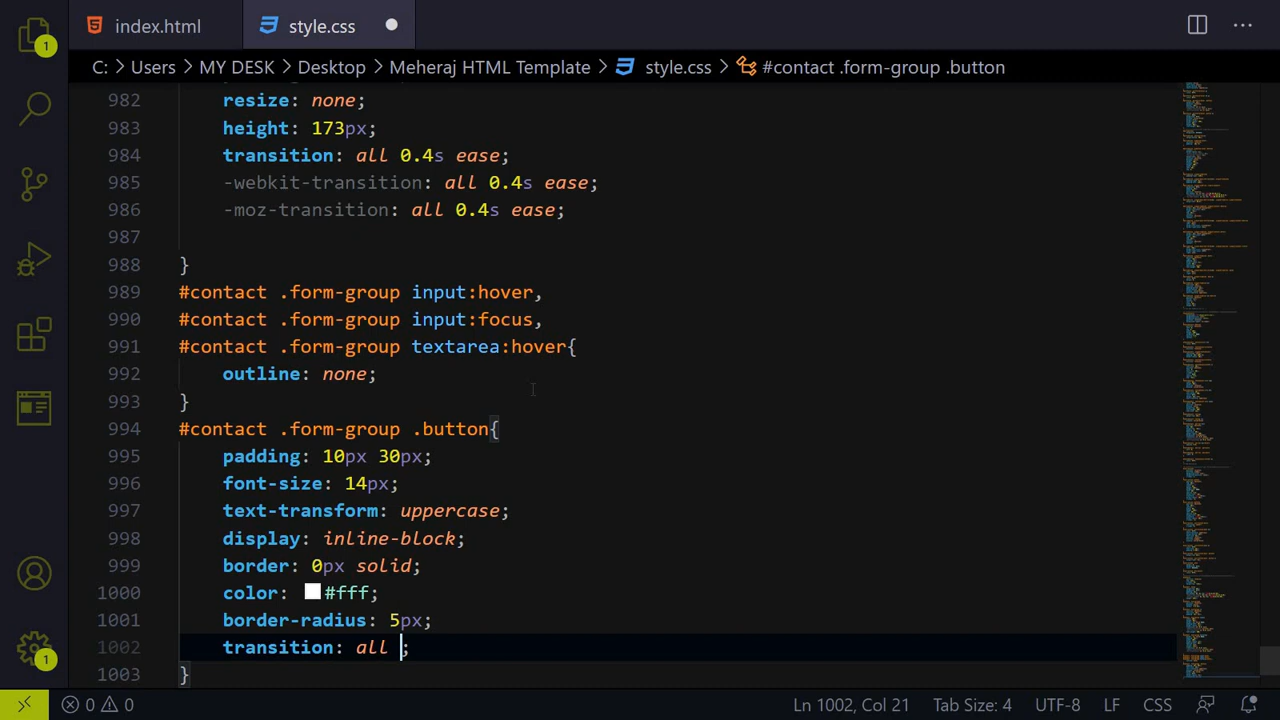 index.html
style.css
1
C: > Users > MY DESK > Desktop > Meheraj HTML Template > style.css > #contact .form-group .button
982 resize: none;
983 height: 173px;
984 transition: all 0.4s ease;
985 -webkit-transition: all 0.4s ease;
986 -moz-transition: all 0.4s ease;
987
988 }
989 #contact .form-group input:hover,
990 #contact .form-group input:focus,
991 #contact .form-group textarea:hover{
992 outline: none;
993 }
994 #contact .form-group .button{
995 padding: 10px 30px;
996 font-size: 14px;
997 text-transform: uppercase;
998 display: inline-block;
999 border: 0px solid;
1000 color: #fff;
1001 border-radius: 5px;
1002 transition: all ;
1003 }
1
0 0 Ln 1002, Col 21 Tab Size: 4 UTF-8 LF CSS